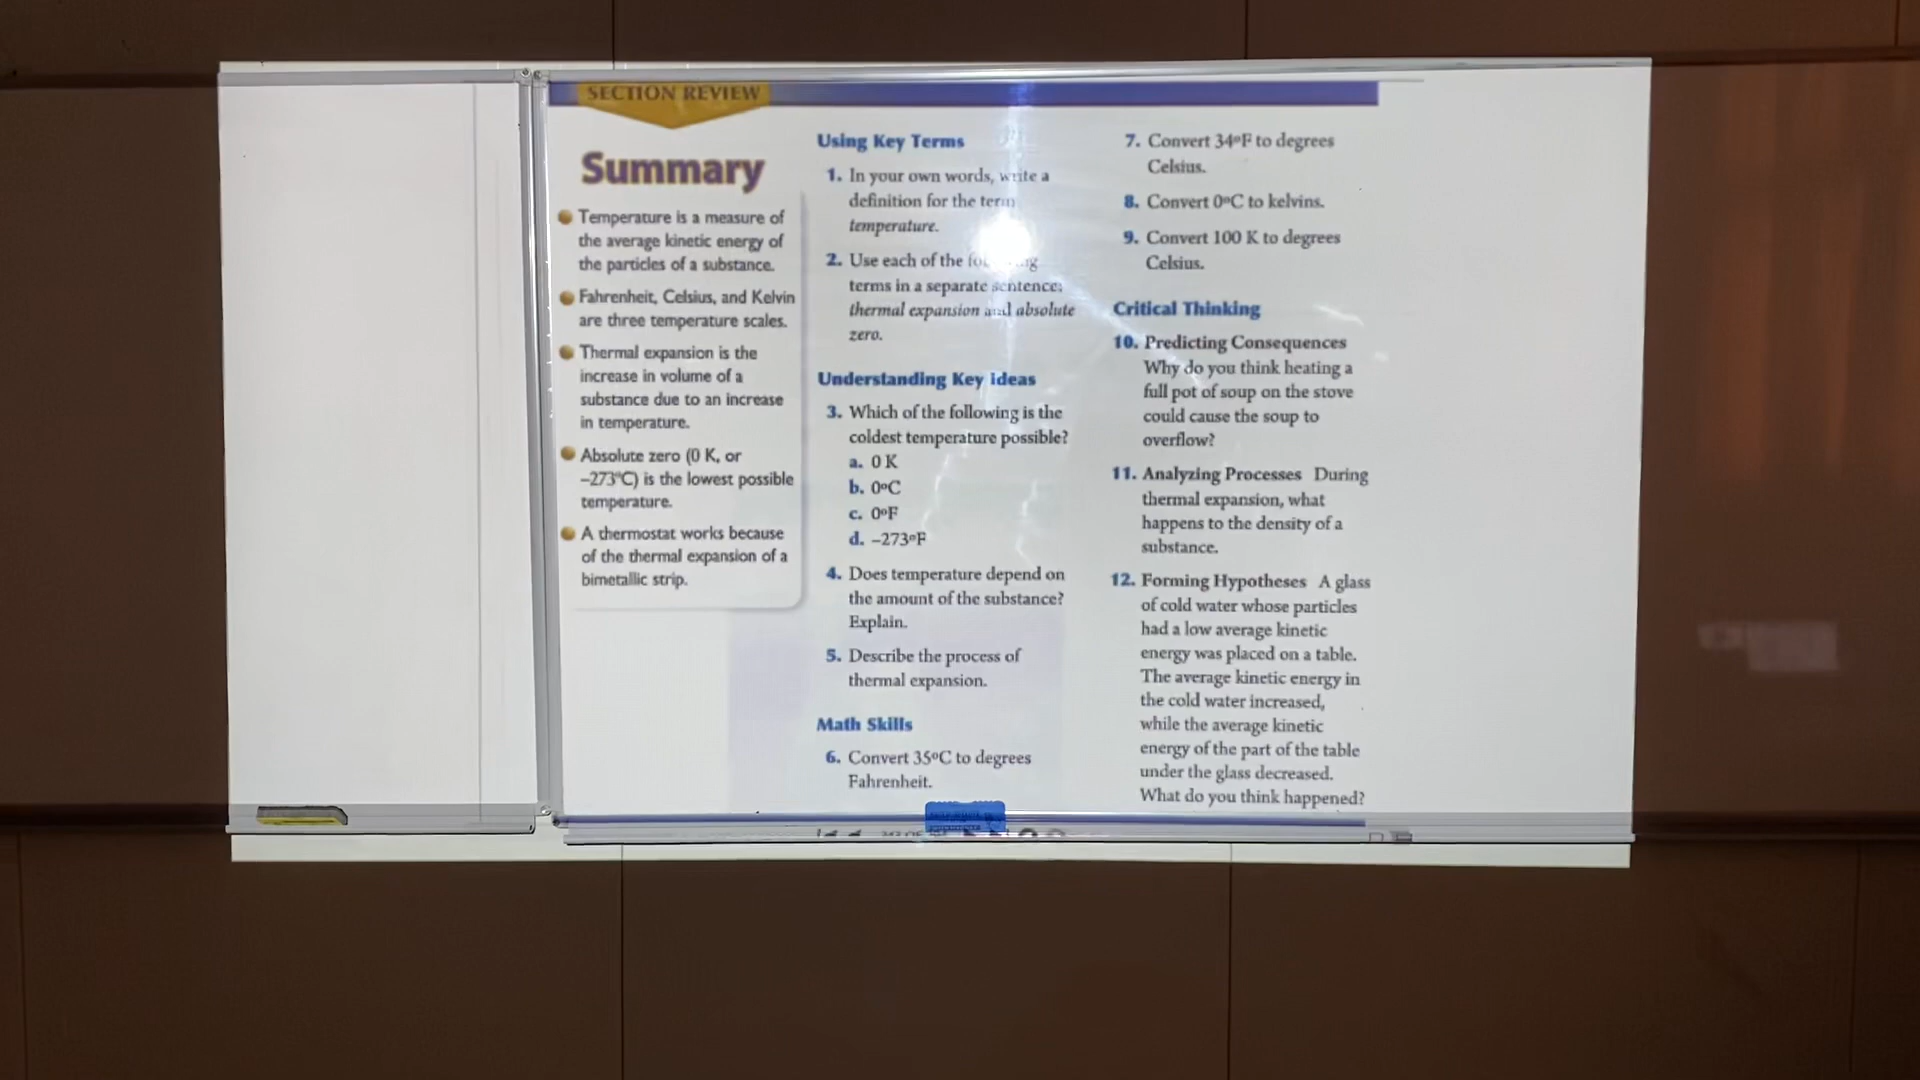 SECTION REVIEW
Summary
Temperature is a measure of
the average kinetic energy of
the particles of a substance.
Fahrenheit, Celsius, and Kelvin
are three temperature scales.
Thermal expansion is the
increase in volume of a
substance due to an increase
in temperature.
Absolute zero (0 K, or
–273°C) is the lowest possible
temperature.
A thermostat works because
of the thermal expansion of a
bimetallic strip.
Using Key Terms
1. In your own words, write a
definition for the term
temperature.
2. Use each of the
terms in a separate sentence:
thermal expansion and absolute
zero.
Understanding Key Ideas
3. Which of the following is the
coldest temperature possible?
a. 0 K
b. 0°C
c. 0°F
d. –273°F
4. Does temperature depend on
the amount of the substance?
Explain.
5. Describe the process of
thermal expansion.
Math Skills
6. Convert 35°C to degrees
Fahrenheit.
7. Convert 34°F to degrees
Celsius.
8. Convert 0°C to kelvins.
9. Convert 100 K to degrees
Celsius.
Critical Thinking
10. Predicting Consequences
Why do you think heating a
full pot of soup on the stove
could cause the soup to
overflow?
11. Analyzing Processes During
thermal expansion, what
happens to the density of a
substance.
12. Forming Hypotheses A glass
of cold water whose particles
had a low average kinetic
energy was placed on a table.
The average kinetic energy in
the cold water increased,
while the average kinetic
energy of the part of the table
under the glass decreased.
What do you think happened?